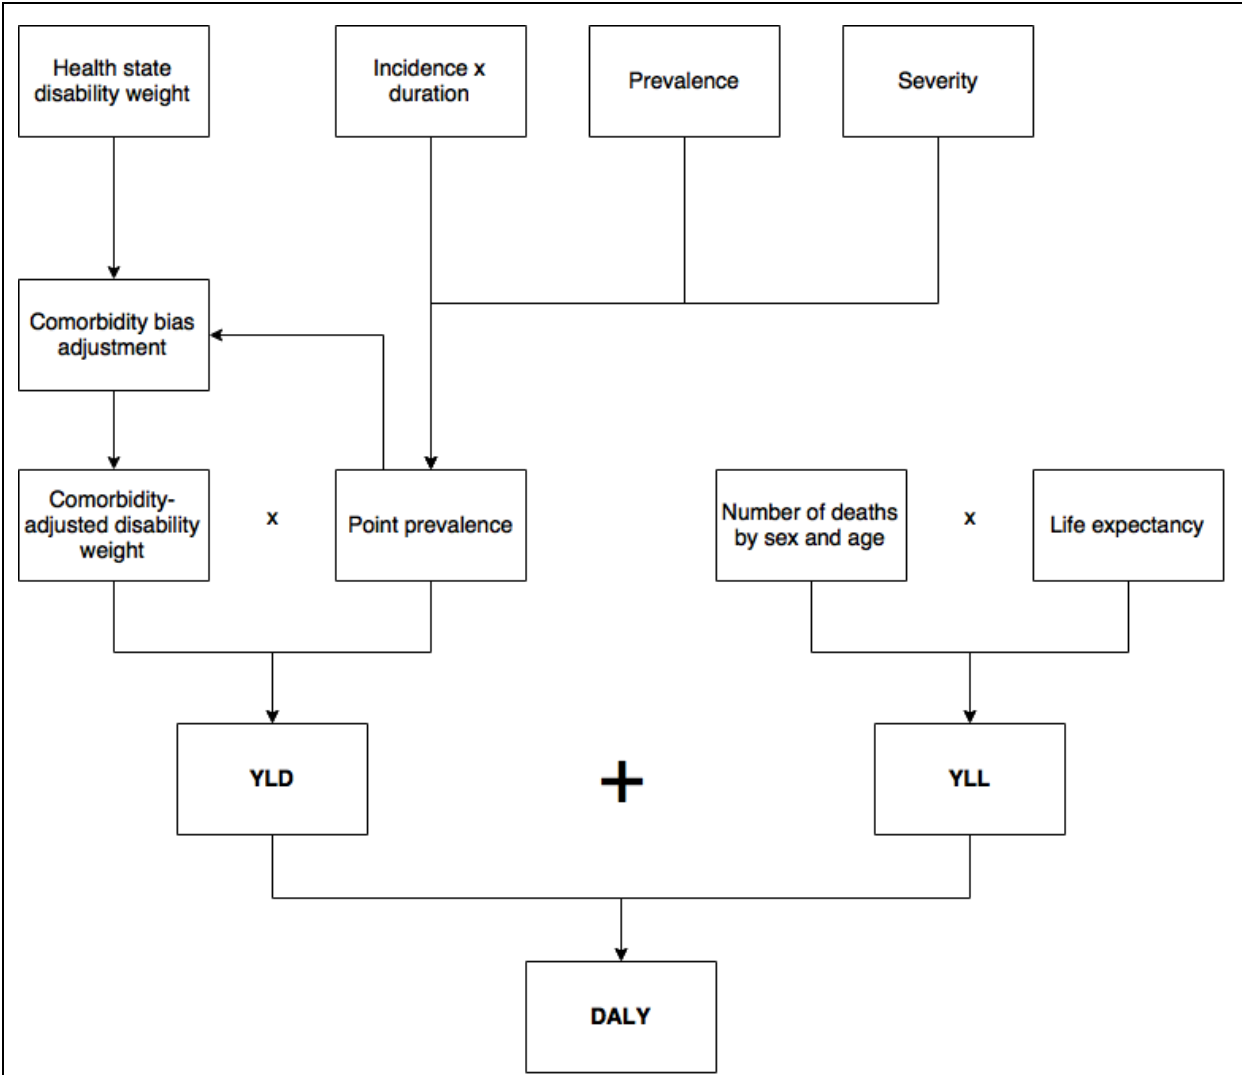 Health state
disability weight
Incidence x
duration
Prevalence
Severity
Comorbidity bias
adjustment
Comorbidity-
adjusted disability
weight
x
Point prevalence
Number of deaths
by sex and age
x
Life expectancy
YLD
+
YLL
DALY